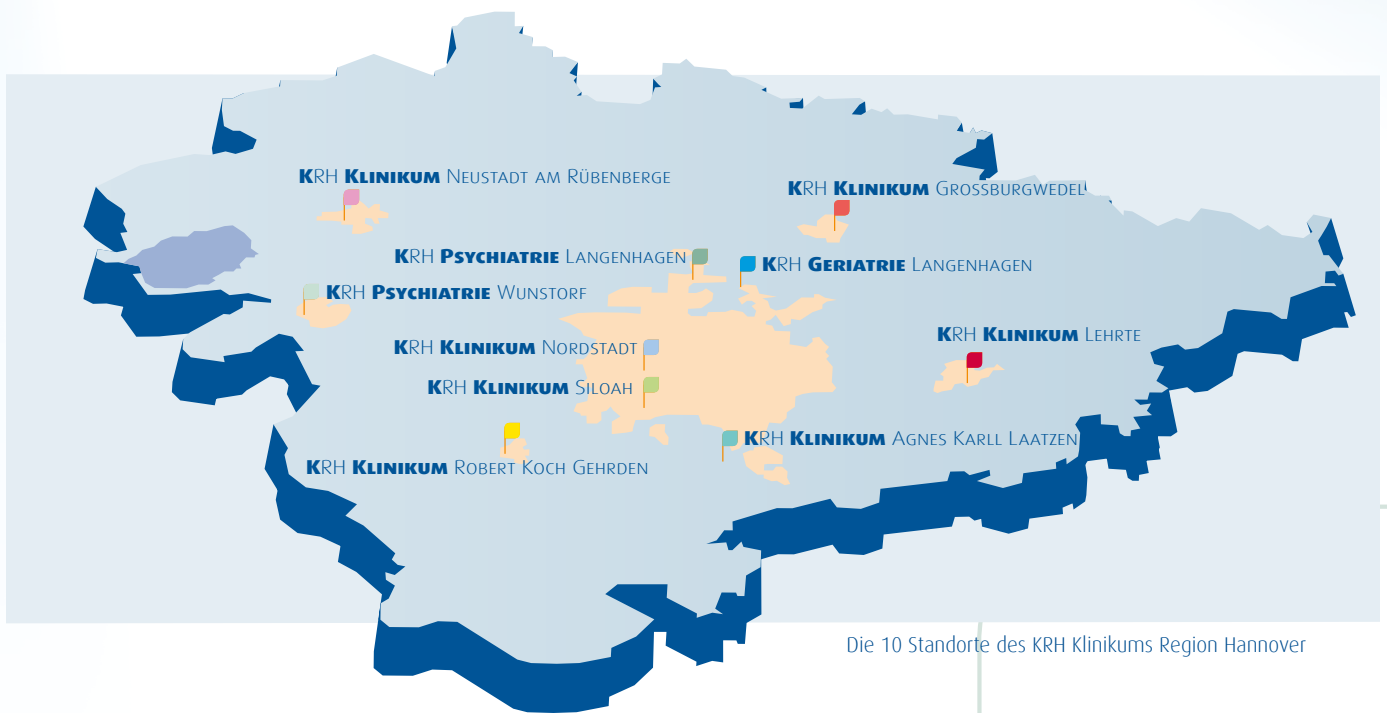 KRH KLINIKUM NEUSTADT AM RÜBENBERGE
KRH KLINIKUM GROSSBURGWEDEL
KRH PSYCHIATRIE LANGENHAGEN
KRH GERIATRIE LANGENHAGEN
KRH PSYCHIATRIE WUNSTORF
KRH KLINIKUM LEHRTE
KRH KLINIKUM NORDSTADT
KRH KLINIKUM SILOAH
KRH KLINIKUM AGNES KARLL LAATZEN
KRH KLINIKUM ROBERT KOCH GEHRDEN
Die 10 Standorte des KRH Klinikums Region Hannover